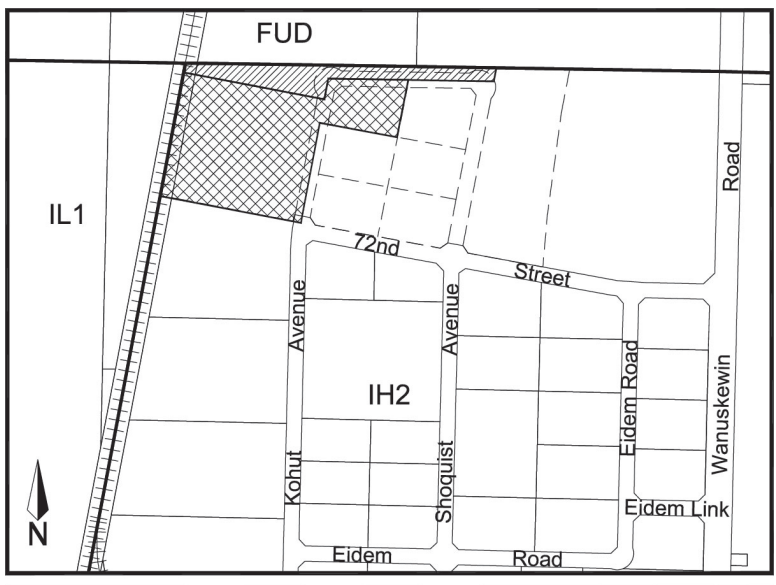 FUD
Road
IL1
72nd
Street
Avenue
Avenue
Eidem Road
IH2
Wanuskewin
Kohut
Shoquist
Eidem Link
N
Eidem
Road